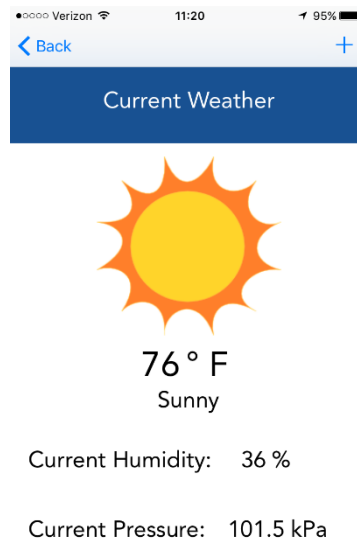 Verizon 11:20 95%
Back +
Current Weather
76° F
Sunny
Current Humidity: 36 %
Current Pressure: 101.5 kPa